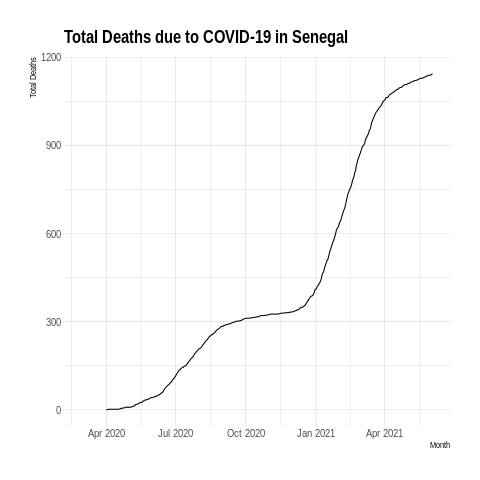 Total Deaths due to COVID-19 in Senegal
Total Deaths
1200
900
600
300
0
Apr 2020 Jul 2020 Oct 2020 Jan 2021 Apr 2021
Month